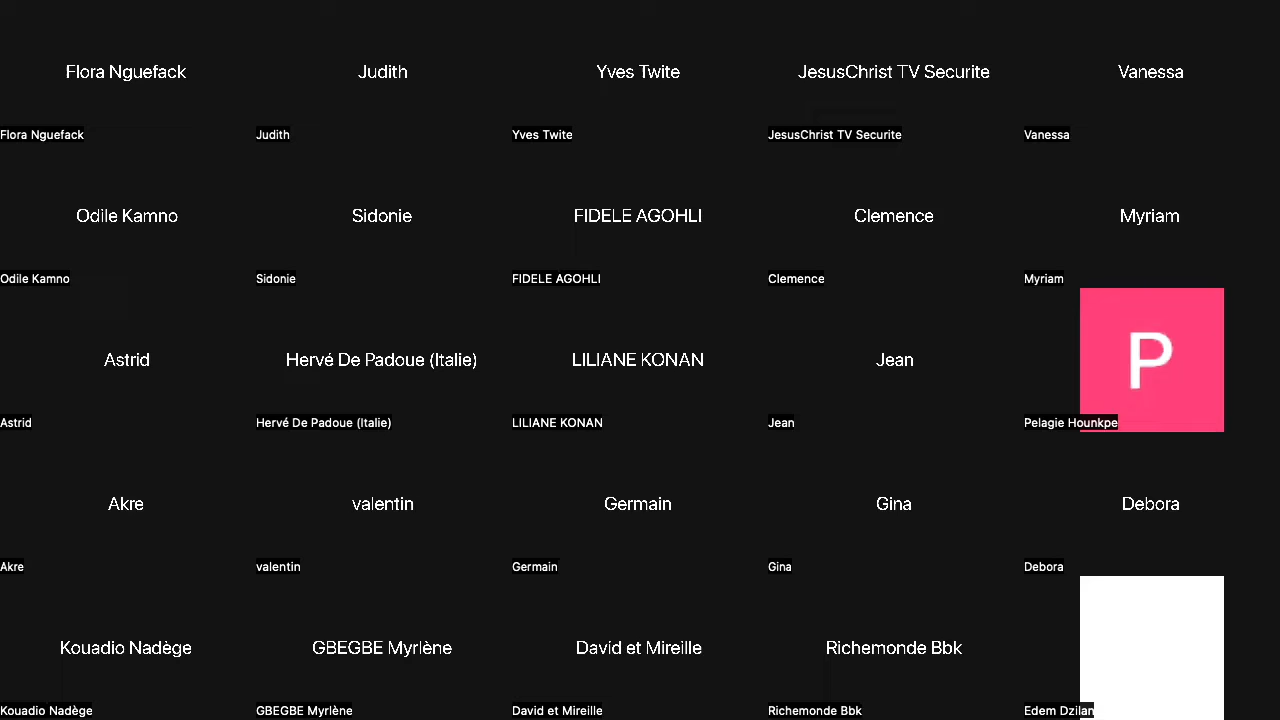 Flora Nguefack
Judith
Yves Twite
JesusChrist TV Securite
Vanessa
Flora Nguefack
Judith
Yves Twite
JesusChrist TV Securite
Vanessa
Odile Kamno
Sidonie
FIDELE AGOHLI
Clemence
Myriam
Odile Kamno
Sidonie
FIDELE AGOHLI
Clemence
Myriam
Astrid
Hervé De Padoue (Italie)
LILIANE KONAN
Jean
P
Astrid
Hervé De Padoue (Italie)
LILIANE KONAN
Jean
Pelagie Hounkpe
Akre
valentin
Germain
Gina
Debora
Akre
valentin
Germain
Gina
Debora
Kouadio Nadège
GBEGBE Myrlène
David et Mireille
Richemonde Bbk
Kouadio Nadège
GBEGBE Myrlène
David et Mireille
Richemonde Bbk
Edem Dzilan